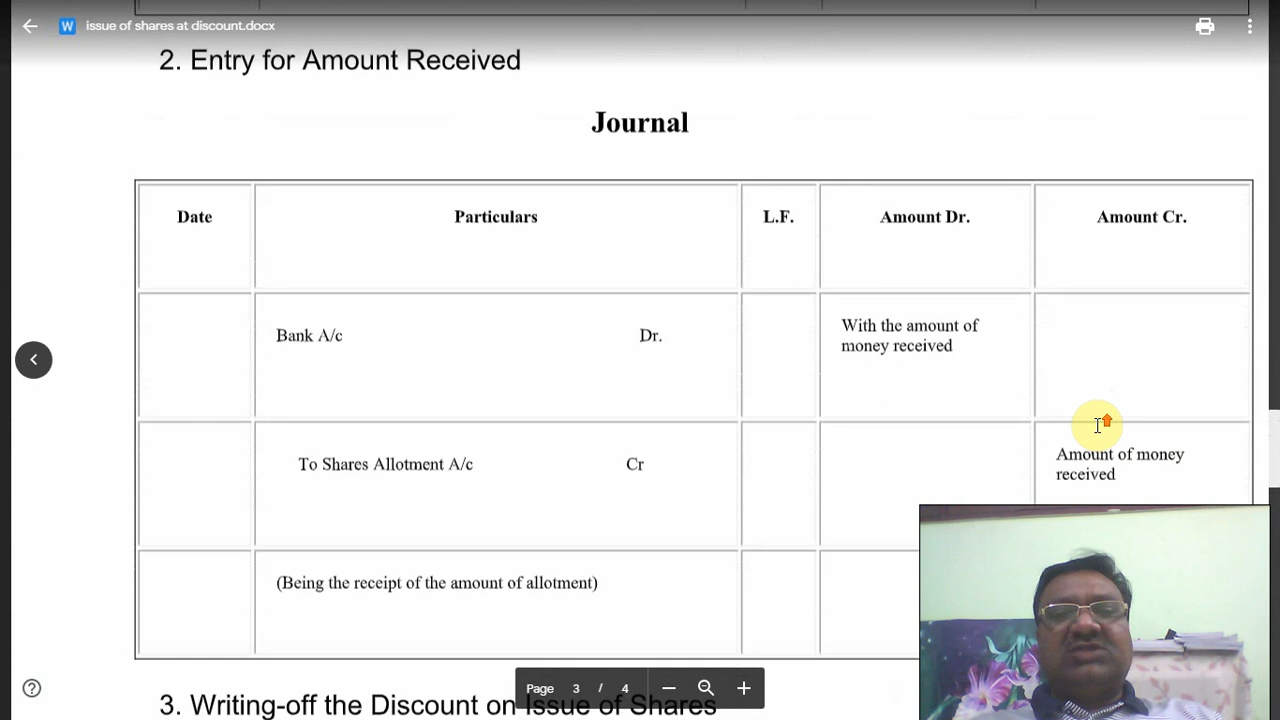 issue of shares at discount.docx
2. Entry for Amount Received
Journal
Date Particulars L.F. Amount Dr. Amount Cr.
Bank A/c Dr. With the amount of
money received
To Shares Allotment A/c Cr Amount of money
received
(Being the receipt of the amount of allotment)
Page 3 / 4
3. Writing-off the Discount on Issue of Shares